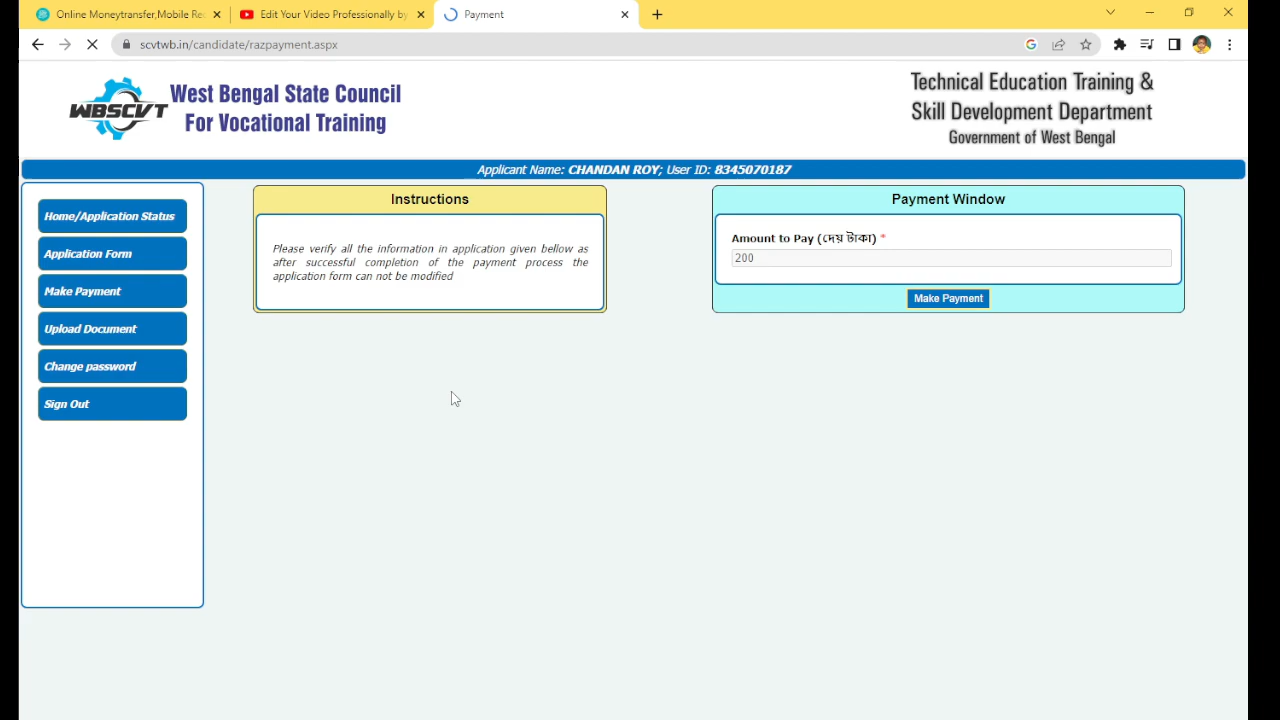 Online Moneytransfer,Mobile Re
Edit Your Video Professionally by
Payment
scvtwb.in/candidate/razpayment.aspx
WBSCVT
West Bengal State Council
For Vocational Training
Technical Education Training &
Skill Development Department
Government of West Bengal
Applicant Name: CHANDAN ROY; User ID: 8345070187
Home/Application Status
Application Form
Make Payment
Upload Document
Change password
Sign Out
Instructions
Please verify all the information in application given bellow as
after successful completion of the payment process the
application form can not be modified
Payment Window
Amount to Pay (দেয় টাকা) *
200
Make Payment